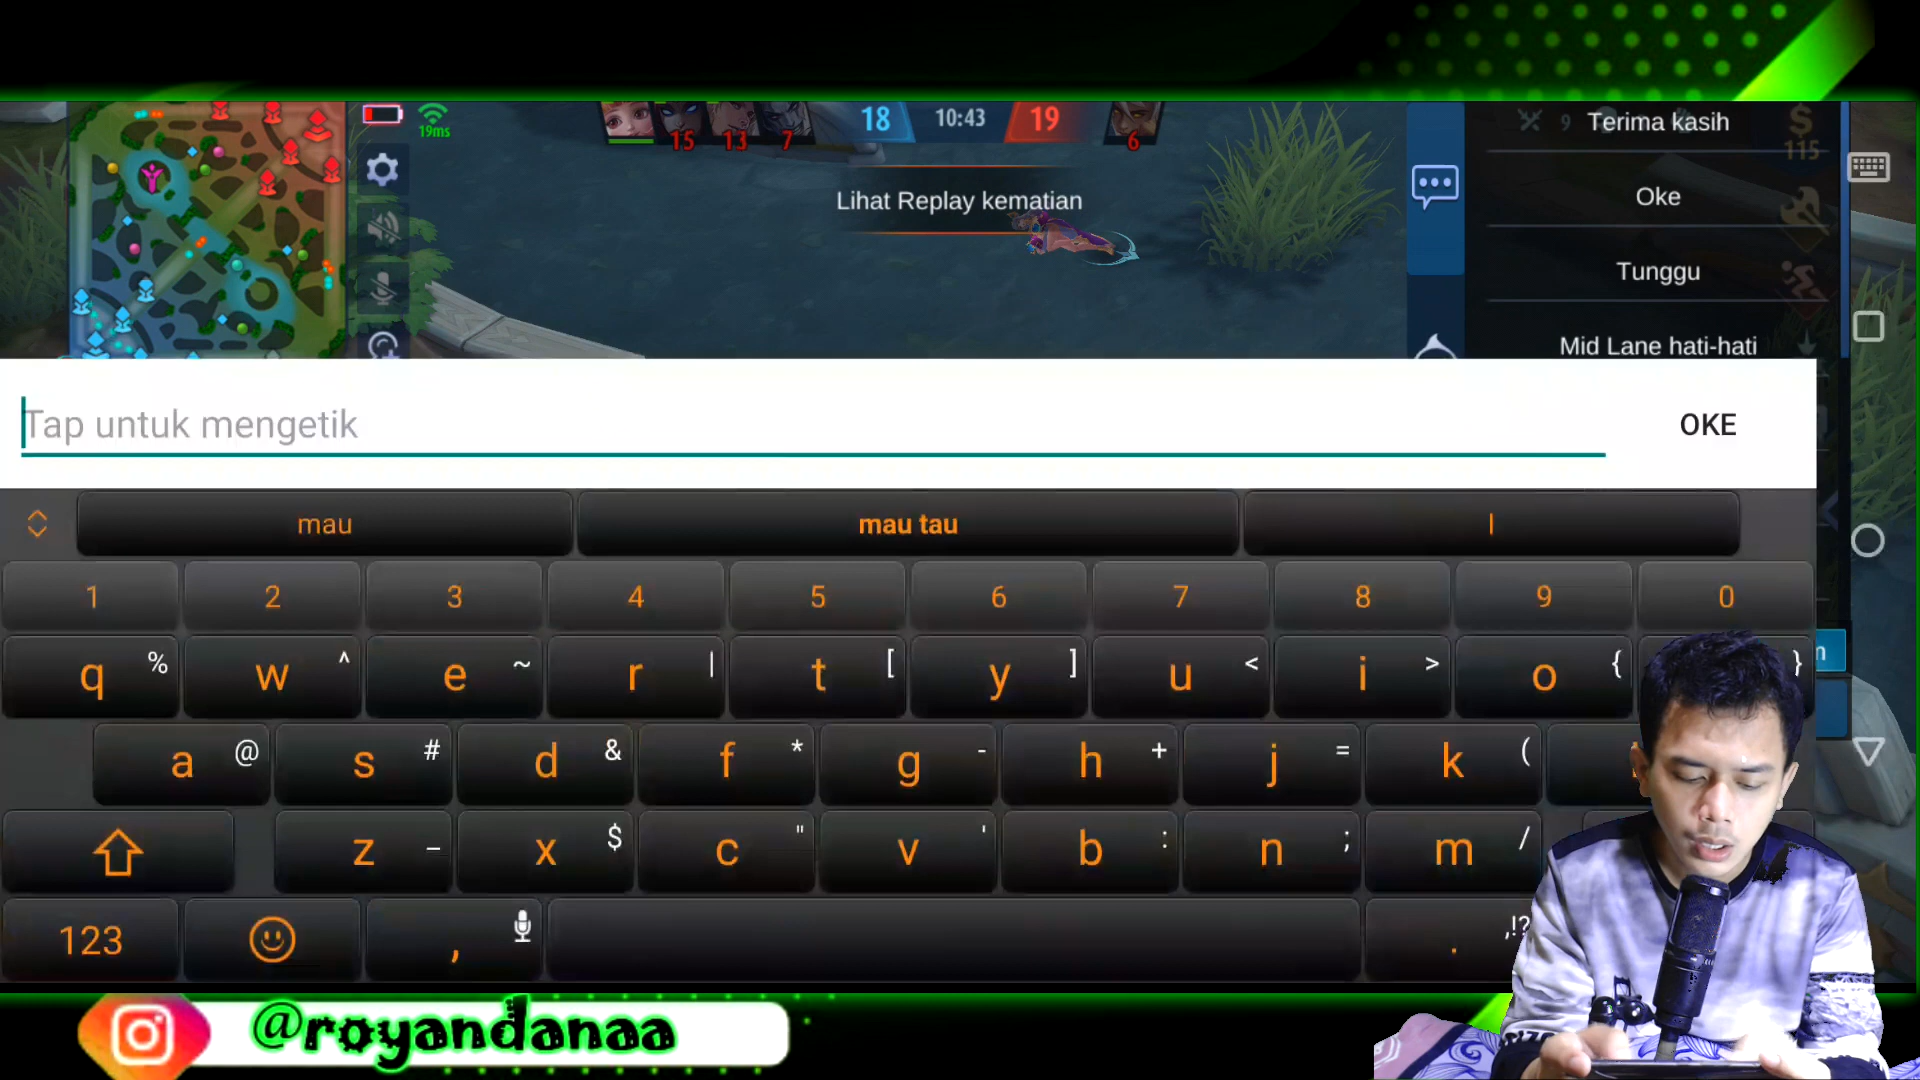 19ms
15
13
7
18
10:43
19
6
9
Terima kasih
115
Lihat Replay kematian
Oke
Tunggu
Mid Lane hati-hati
Tap untuk mengetik
OKE
mau
mau tau
I
1 2 3 4 5 6 7 8 9 0
q % w ^ e ~ r | t [ y ] u < i > o { }
a @ s # d & f * g - h + j = k (
z _ x $ c " v ' b : n ; m /
123 , . ,!?
@royandanaa